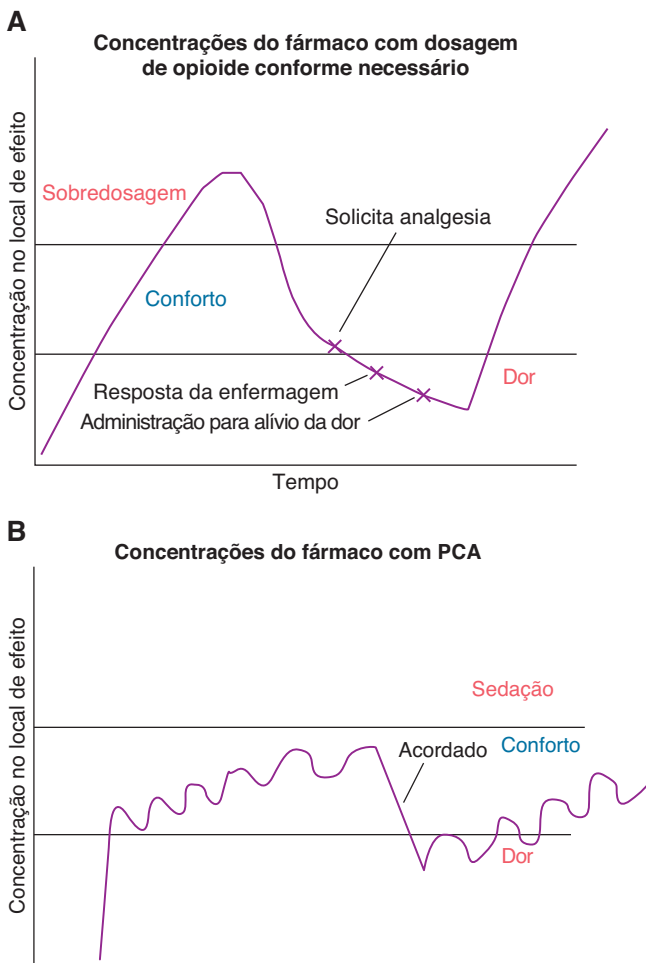 A
Concentrações do fármaco com dosagem
de opioide conforme necessário
Concentração no local de efeito
Sobredosagem
Solicita analgesia
Conforto
Resposta da enfermagem
Dor
Administração para alívio da dor
Tempo
B
Concentrações do fármaco com PCA
Concentração no local de efeito
Sedação
Acordado
Conforto
Dor